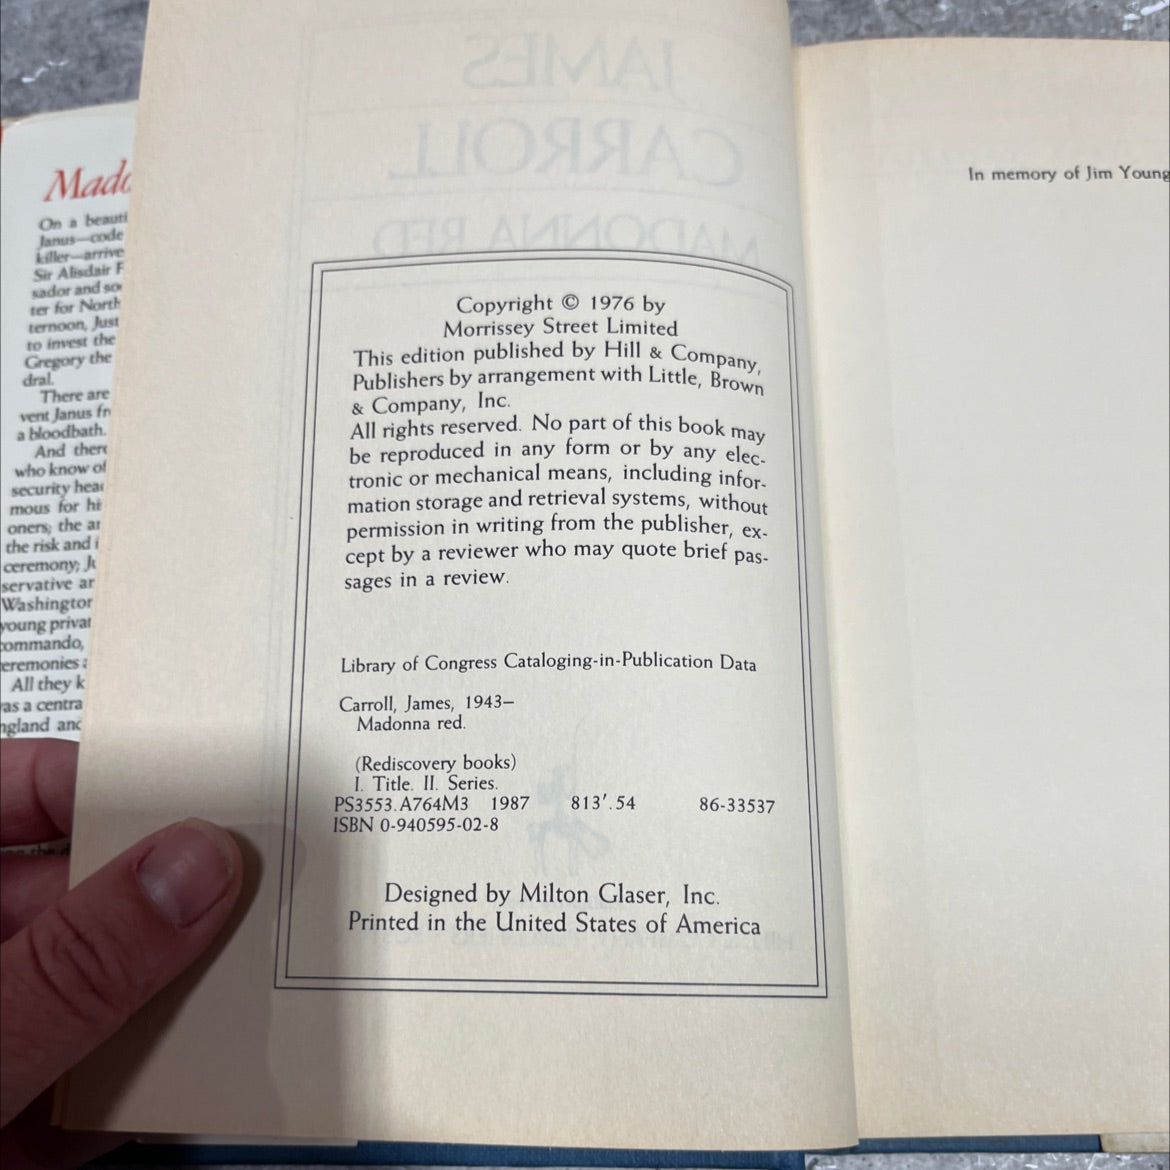 Mado
On a beauti
Janus—code
killer—arrive
Sir Alisdair F
sador and so
ter for North
ternoon, Just
to invest the
Gregory the
dral.
There are
vent Janus fr
a bloodbath.
And there
who know of
security head
mous for hi
oners; the ar
the risk and i
ceremony; Ju
servative ar
Washington
young privat
commando,
eremonies a
All they k
as a centra
ngland and
JAMES
CARROLL
MADONNA RED
Copyright © 1976 by
Morrissey Street Limited
This edition published by Hill & Company,
Publishers by arrangement with Little, Brown
& Company, Inc.
All rights reserved. No part of this book may
be reproduced in any form or by any elec-
tronic or mechanical means, including infor-
mation storage and retrieval systems, without
permission in writing from the publisher, ex-
cept by a reviewer who may quote brief pas-
sages in a review.
Library of Congress Cataloging-in-Publication Data
Carroll, James, 1943–
Madonna red.
(Rediscovery books)
I. Title. II. Series.
PS3553.A764M3 1987 813′.54 86-33537
ISBN 0-940595-02-8
Designed by Milton Glaser, Inc.
Printed in the United States of America
In memory of Jim Young